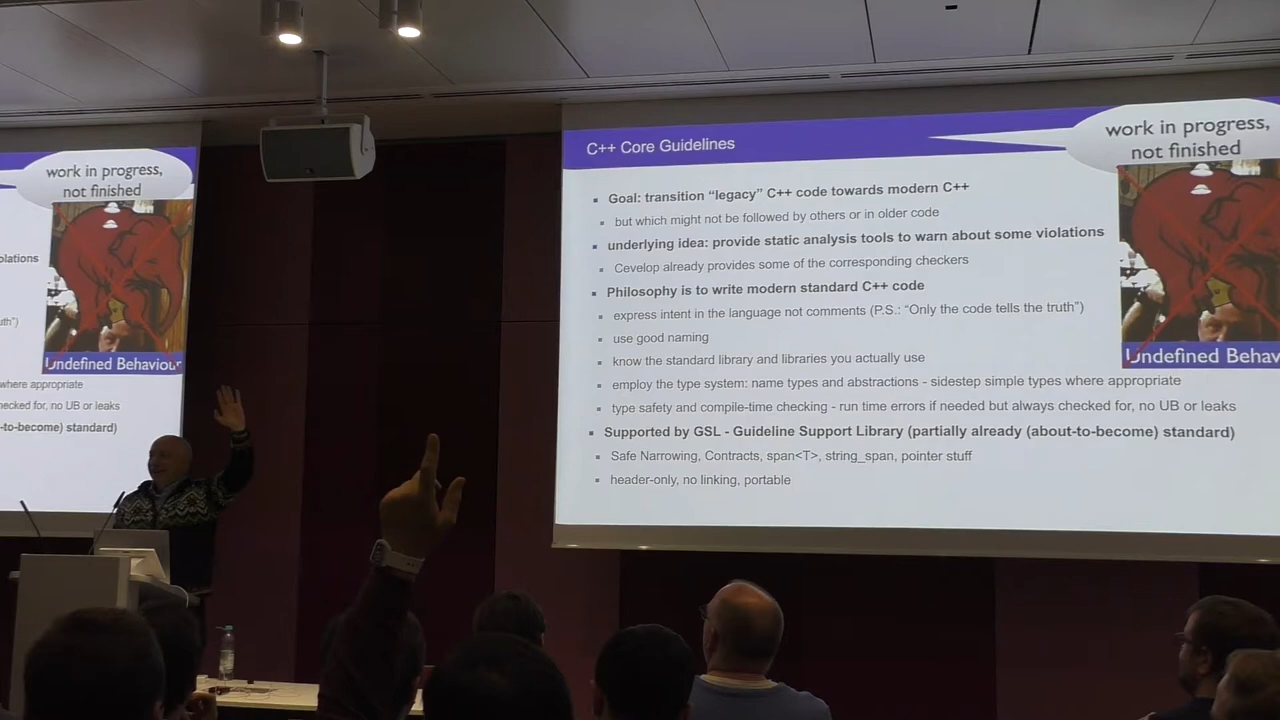 work in progress,
not finished
olations
uth")
Undefined Behaviour
where appropriate
hecked for, no UB or leaks
-to-become) standard)
C++ Core Guidelines
work in progress,
not finished
Goal: transition “legacy” C++ code towards modern C++
but which might not be followed by others or in older code
underlying idea: provide static analysis tools to warn about some violations
Cevelop already provides some of the corresponding checkers
Philosophy is to write modern standard C++ code
express intent in the language not comments (P.S.: “Only the code tells the truth”)
use good naming
know the standard library and libraries you actually use
employ the type system: name types and abstractions - sidestep simple types where appropriate
type safety and compile-time checking - run time errors if needed but always checked for, no UB or leaks
Supported by GSL - Guideline Support Library (partially already (about-to-become) standard)
Safe Narrowing, Contracts, span<T>, string_span, pointer stuff
header-only, no linking, portable
Undefined Behav